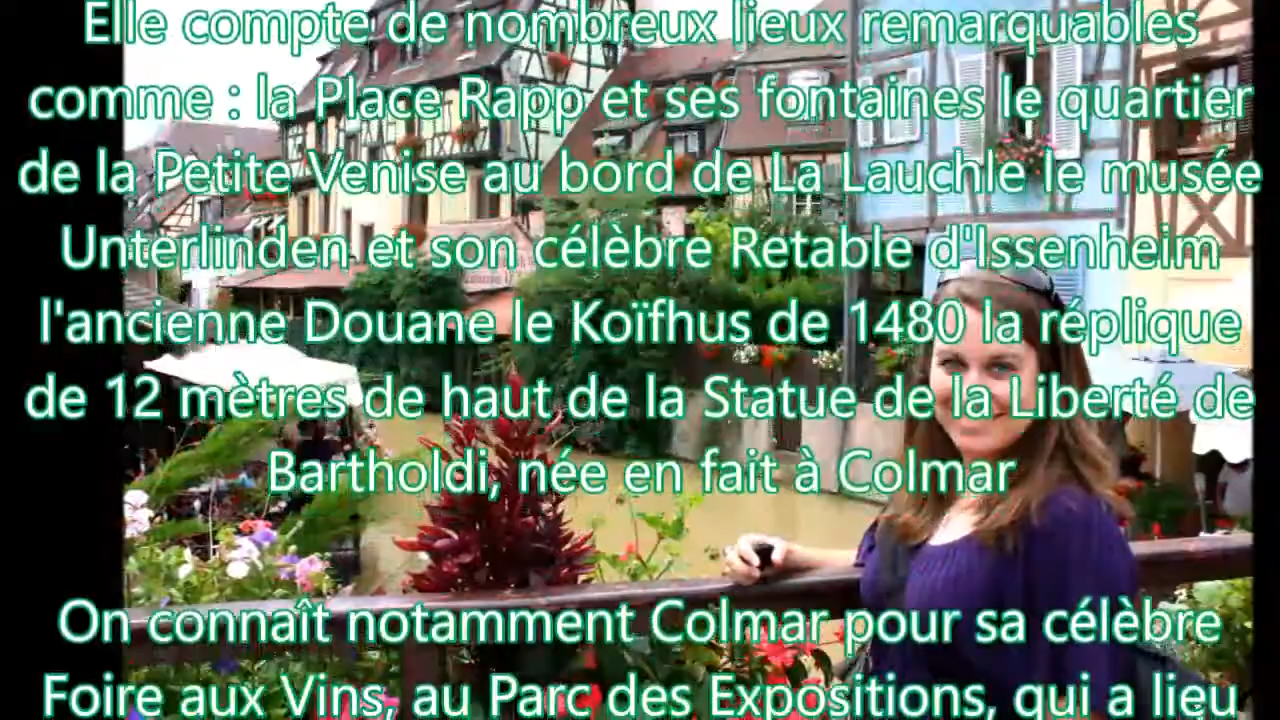 Elle compte de nombreux lieux remarquables
comme : la Place Rapp et ses fontaines le quartier
de la Petite Venise au bord de La Lauchle le musée
Unterlinden et son célèbre Retable d'Issenheim
l'ancienne Douane le Koïfhus de 1480 la réplique
de 12 mètres de haut de la Statue de la Liberté de
Bartholdi, née en fait à Colmar
On connaît notamment Colmar pour sa célèbre
Foire aux Vins, au Parc des Expositions, qui a lieu